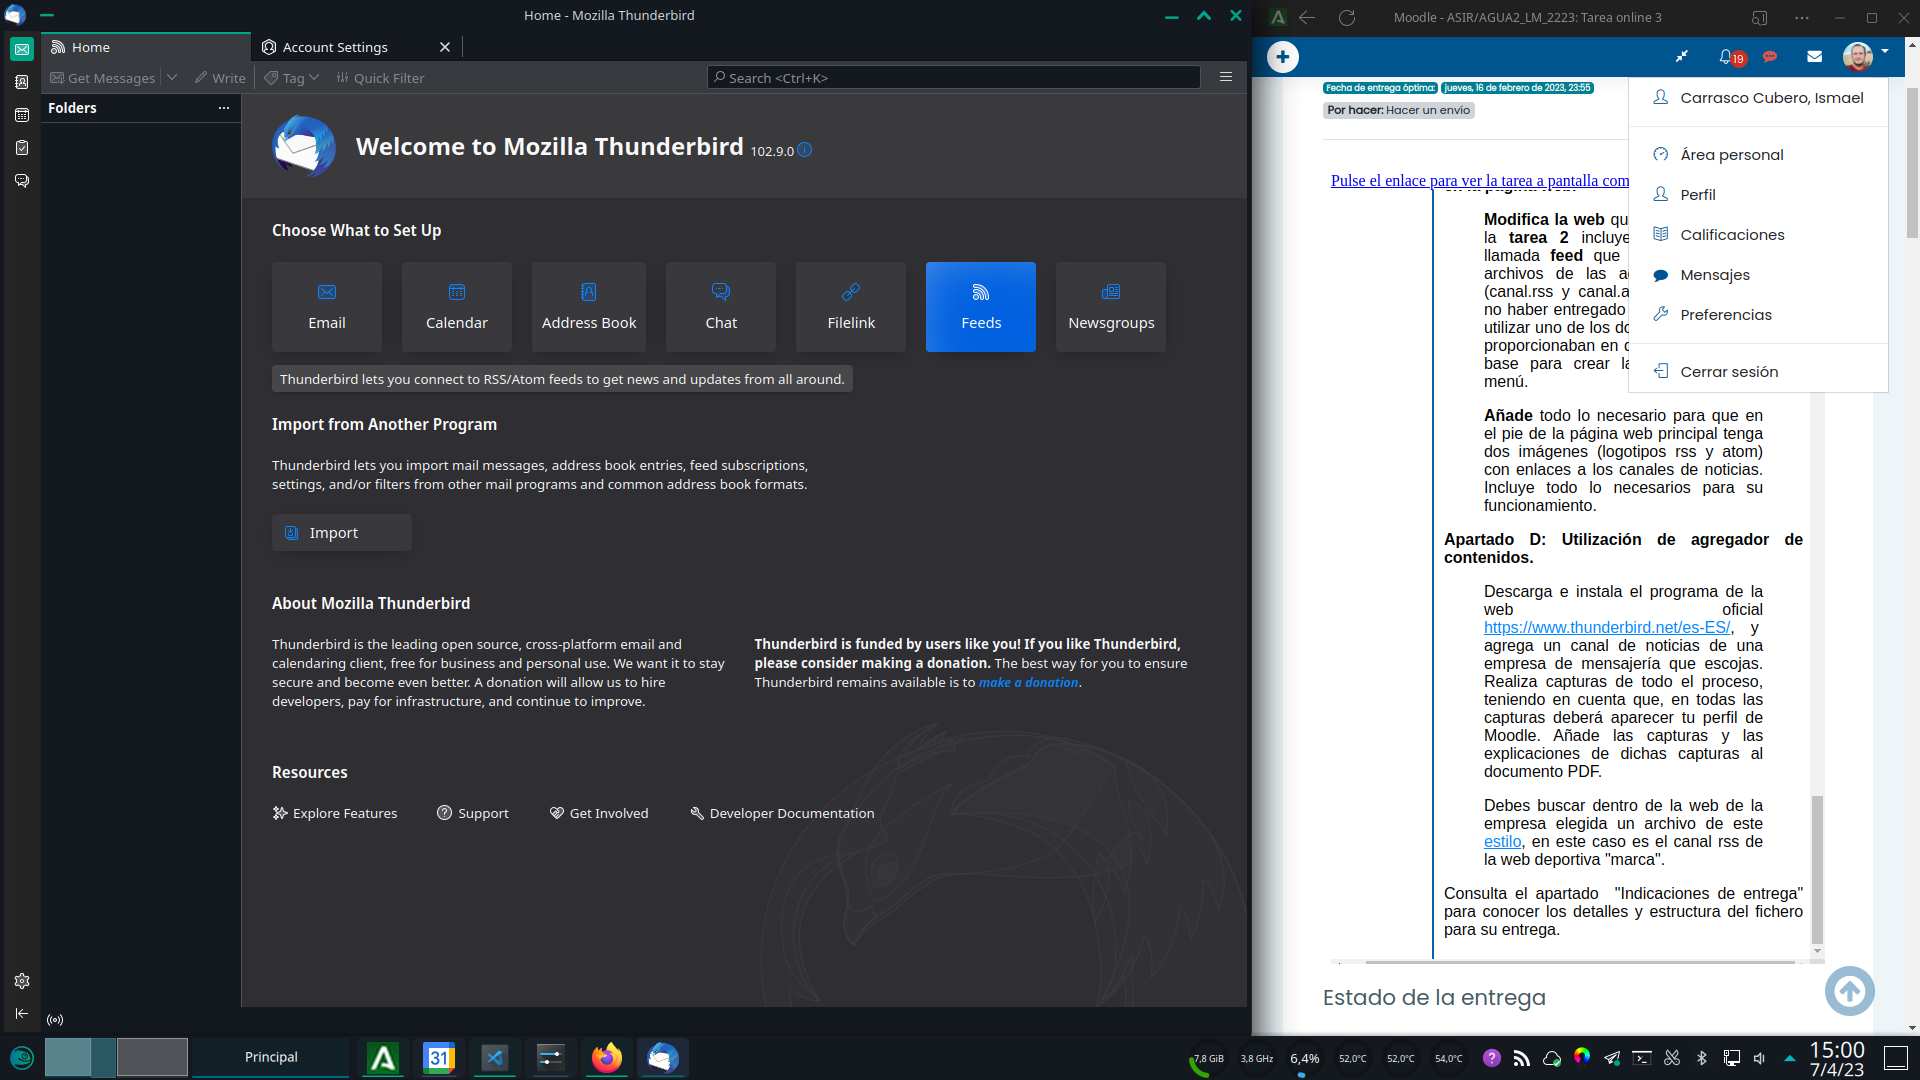 Home - Mozilla Thunderbird
Home
Account Settings
Get Messages
Write
Tag
Quick Filter
Search <Ctrl+K>
Folders
Welcome to Mozilla Thunderbird 102.9.0
Choose What to Set Up
Email
Calendar
Address Book
Chat
Filelink
Feeds
Newsgroups
Thunderbird lets you connect to RSS/Atom feeds to get news and updates from all around.
Import from Another Program
Thunderbird lets you import mail messages, address book entries, feed subscriptions,
settings, and/or filters from other mail programs and common address book formats.
Import
About Mozilla Thunderbird
Thunderbird is the leading open source, cross-platform email and
calendaring client, free for business and personal use. We want it to stay
secure and become even better. A donation will allow us to hire
developers, pay for infrastructure, and continue to improve.
Thunderbird is funded by users like you! If you like Thunderbird,
please consider making a donation. The best way for you to ensure
Thunderbird remains available is to make a donation.
Resources
Explore Features
Support
Get Involved
Developer Documentation
Moodle - ASIR/AGUA2_LM_2223: Tarea online 3
19
Fecha de entrega óptima: jueves, 16 de febrero de 2023, 23:55
Por hacer: Hacer un envío
Pulse el enlace para ver la tarea a pantalla com
Carrasco Cubero, Ismael
Área personal
Perfil
Calificaciones
Mensajes
Preferencias
Cerrar sesión
Modifica la web qu
la tarea 2 incluye
llamada feed que
archivos de las a
(canal.rss y canal.a
no haber entregado
utilizar uno de los do
proporcionaban en
base para crear la
menú.
Añade todo lo necesario para que en
el pie de la página web principal tenga
dos imágenes (logotipos rss y atom)
con enlaces a los canales de noticias.
Incluye todo lo necesarios para su
funcionamiento.
Apartado D: Utilización de agregador de
contenidos.
Descarga e instala el programa de la
web oficial
https://www.thunderbird.net/es-ES/, y
agrega un canal de noticias de una
empresa de mensajería que escojas.
Realiza capturas de todo el proceso,
teniendo en cuenta que, en todas las
capturas deberá aparecer tu perfil de
Moodle. Añade las capturas y las
explicaciones de dichas capturas al
documento PDF.
Debes buscar dentro de la web de la
empresa elegida un archivo de este
estilo, en este caso es el canal rss de
la web deportiva "marca".
Consulta el apartado "Indicaciones de entrega"
para conocer los detalles y estructura del fichero
para su entrega.
Estado de la entrega
Principal
31
7,8 GiB
3,8 GHz
6,4%
52,0°C
52,0°C
54,0°C
15:00
7/4/23